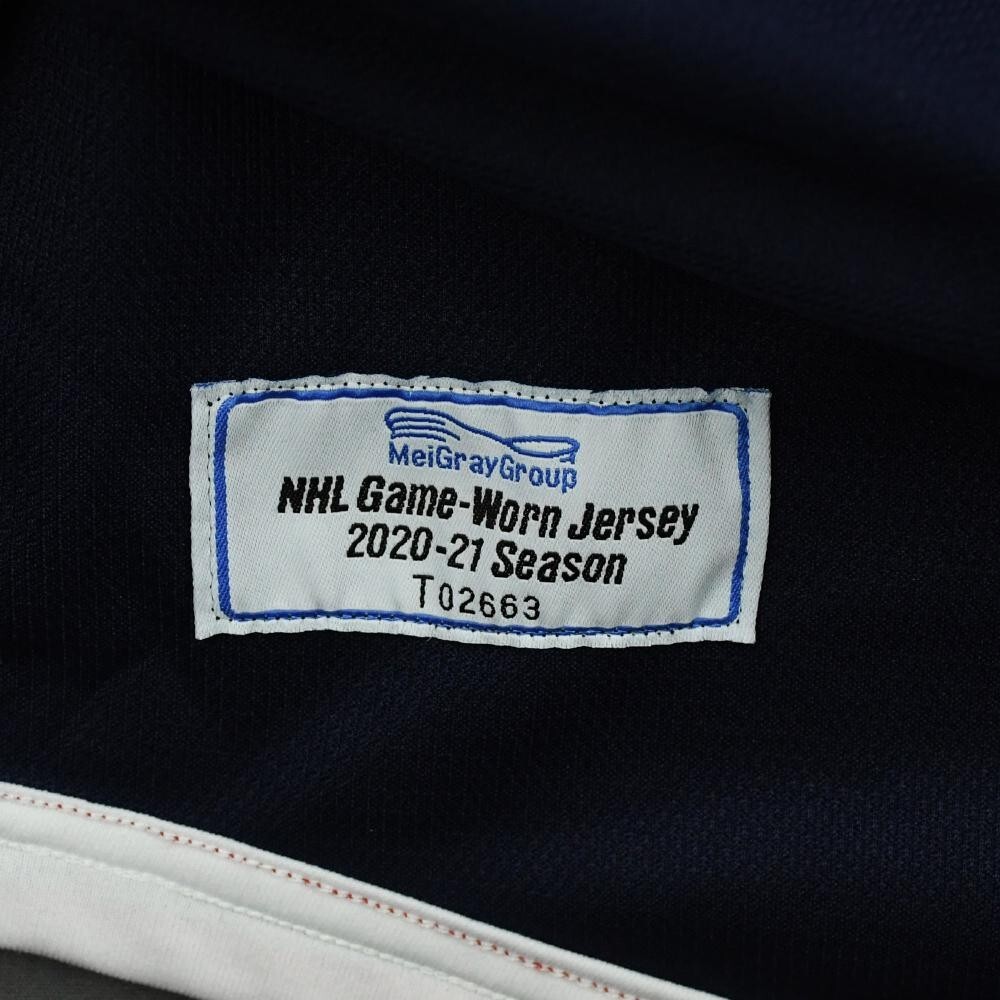 MeiGrayGroup
NHL Game-Worn Jersey
2020-21 Season
T02663